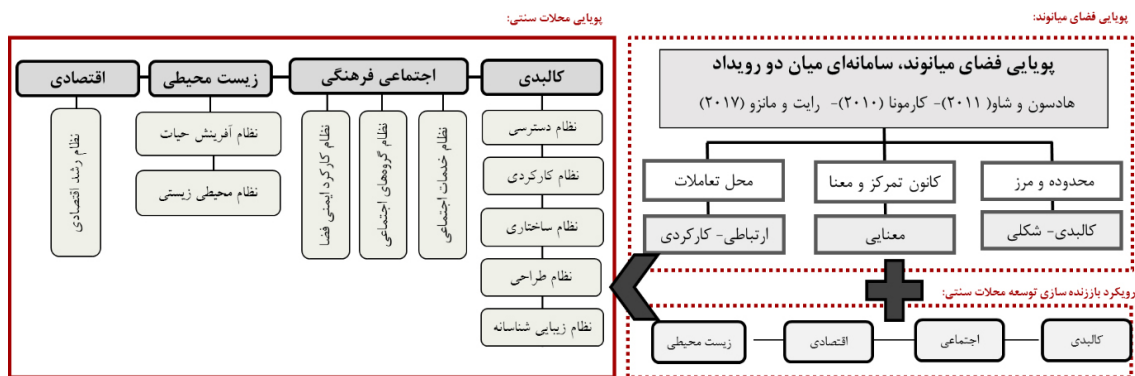 پویایی فضای میانوند:
پویایی فضای میانوند، سامانه‌ای میان دو رویداد
هادسون و شاو( ۲۰۱۱)- کارمونا (۲۰۱۰)- رایت و مانزو (۲۰۱۷)
محدوده و مرز
کانون تمرکز و معنا
محل تعاملات
کالبدی- شکلی
معنایی
ارتباطی- کارکردی
رویکرد باززنده سازی توسعه محلات سنتی:
کالبدی
اجتماعی
اقتصادی
زیست محیطی
پویایی محلات سنتی:
کالبدی
نظام دسترسی
نظام کارکردی
نظام ساختاری
نظام طراحی
نظام زیبایی شناسانه
اجتماعی فرهنگی
نظام خدمات اجتماعی
نظام گروه‌های اجتماعی
نظام کارکرد ایمنی فضا
زیست محیطی
نظام آفرینش حیات
نظام محیطی زیستی
اقتصادی
نظام رشد اقتصادی